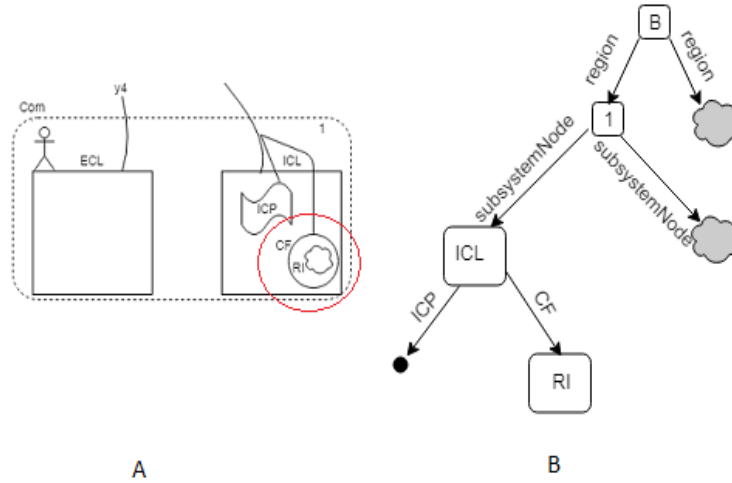 y4
Com
1
ECL
ICL
ICP
CF
RI
A
B
region
region
1
subsystemNode
subsystemNode
ICL
ICP
CF
RI
B